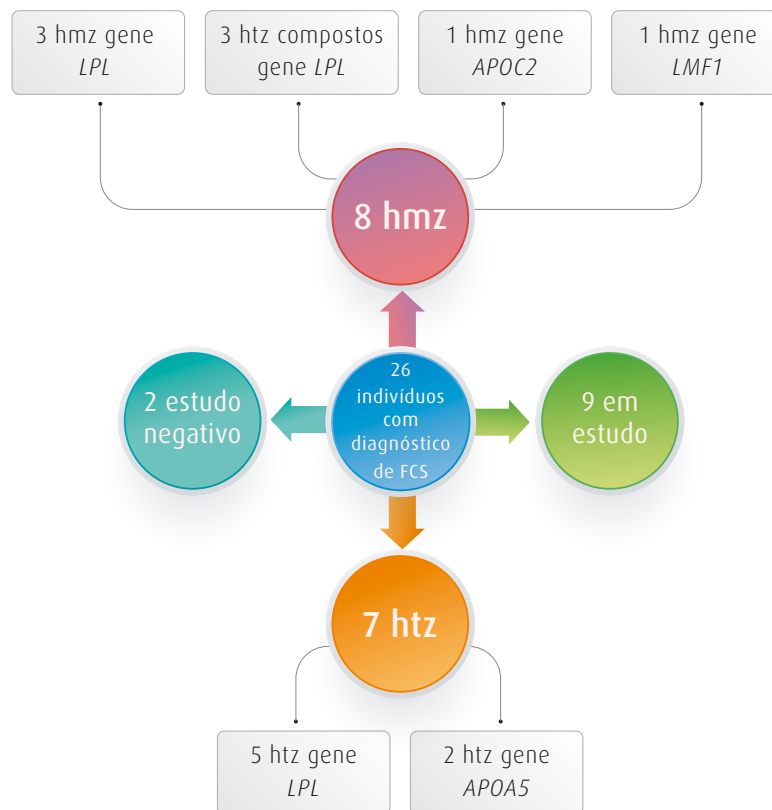 3 hmz gene
LPL
3 htz compostos
gene LPL
1 hmz gene
APOC2
1 hmz gene
LMF1
8 hmz
2 estudo
negativo
26
indivíduos
com
diagnóstico
de FCS
9 em
estudo
7 htz
5 htz gene
LPL
2 htz gene
APOA5